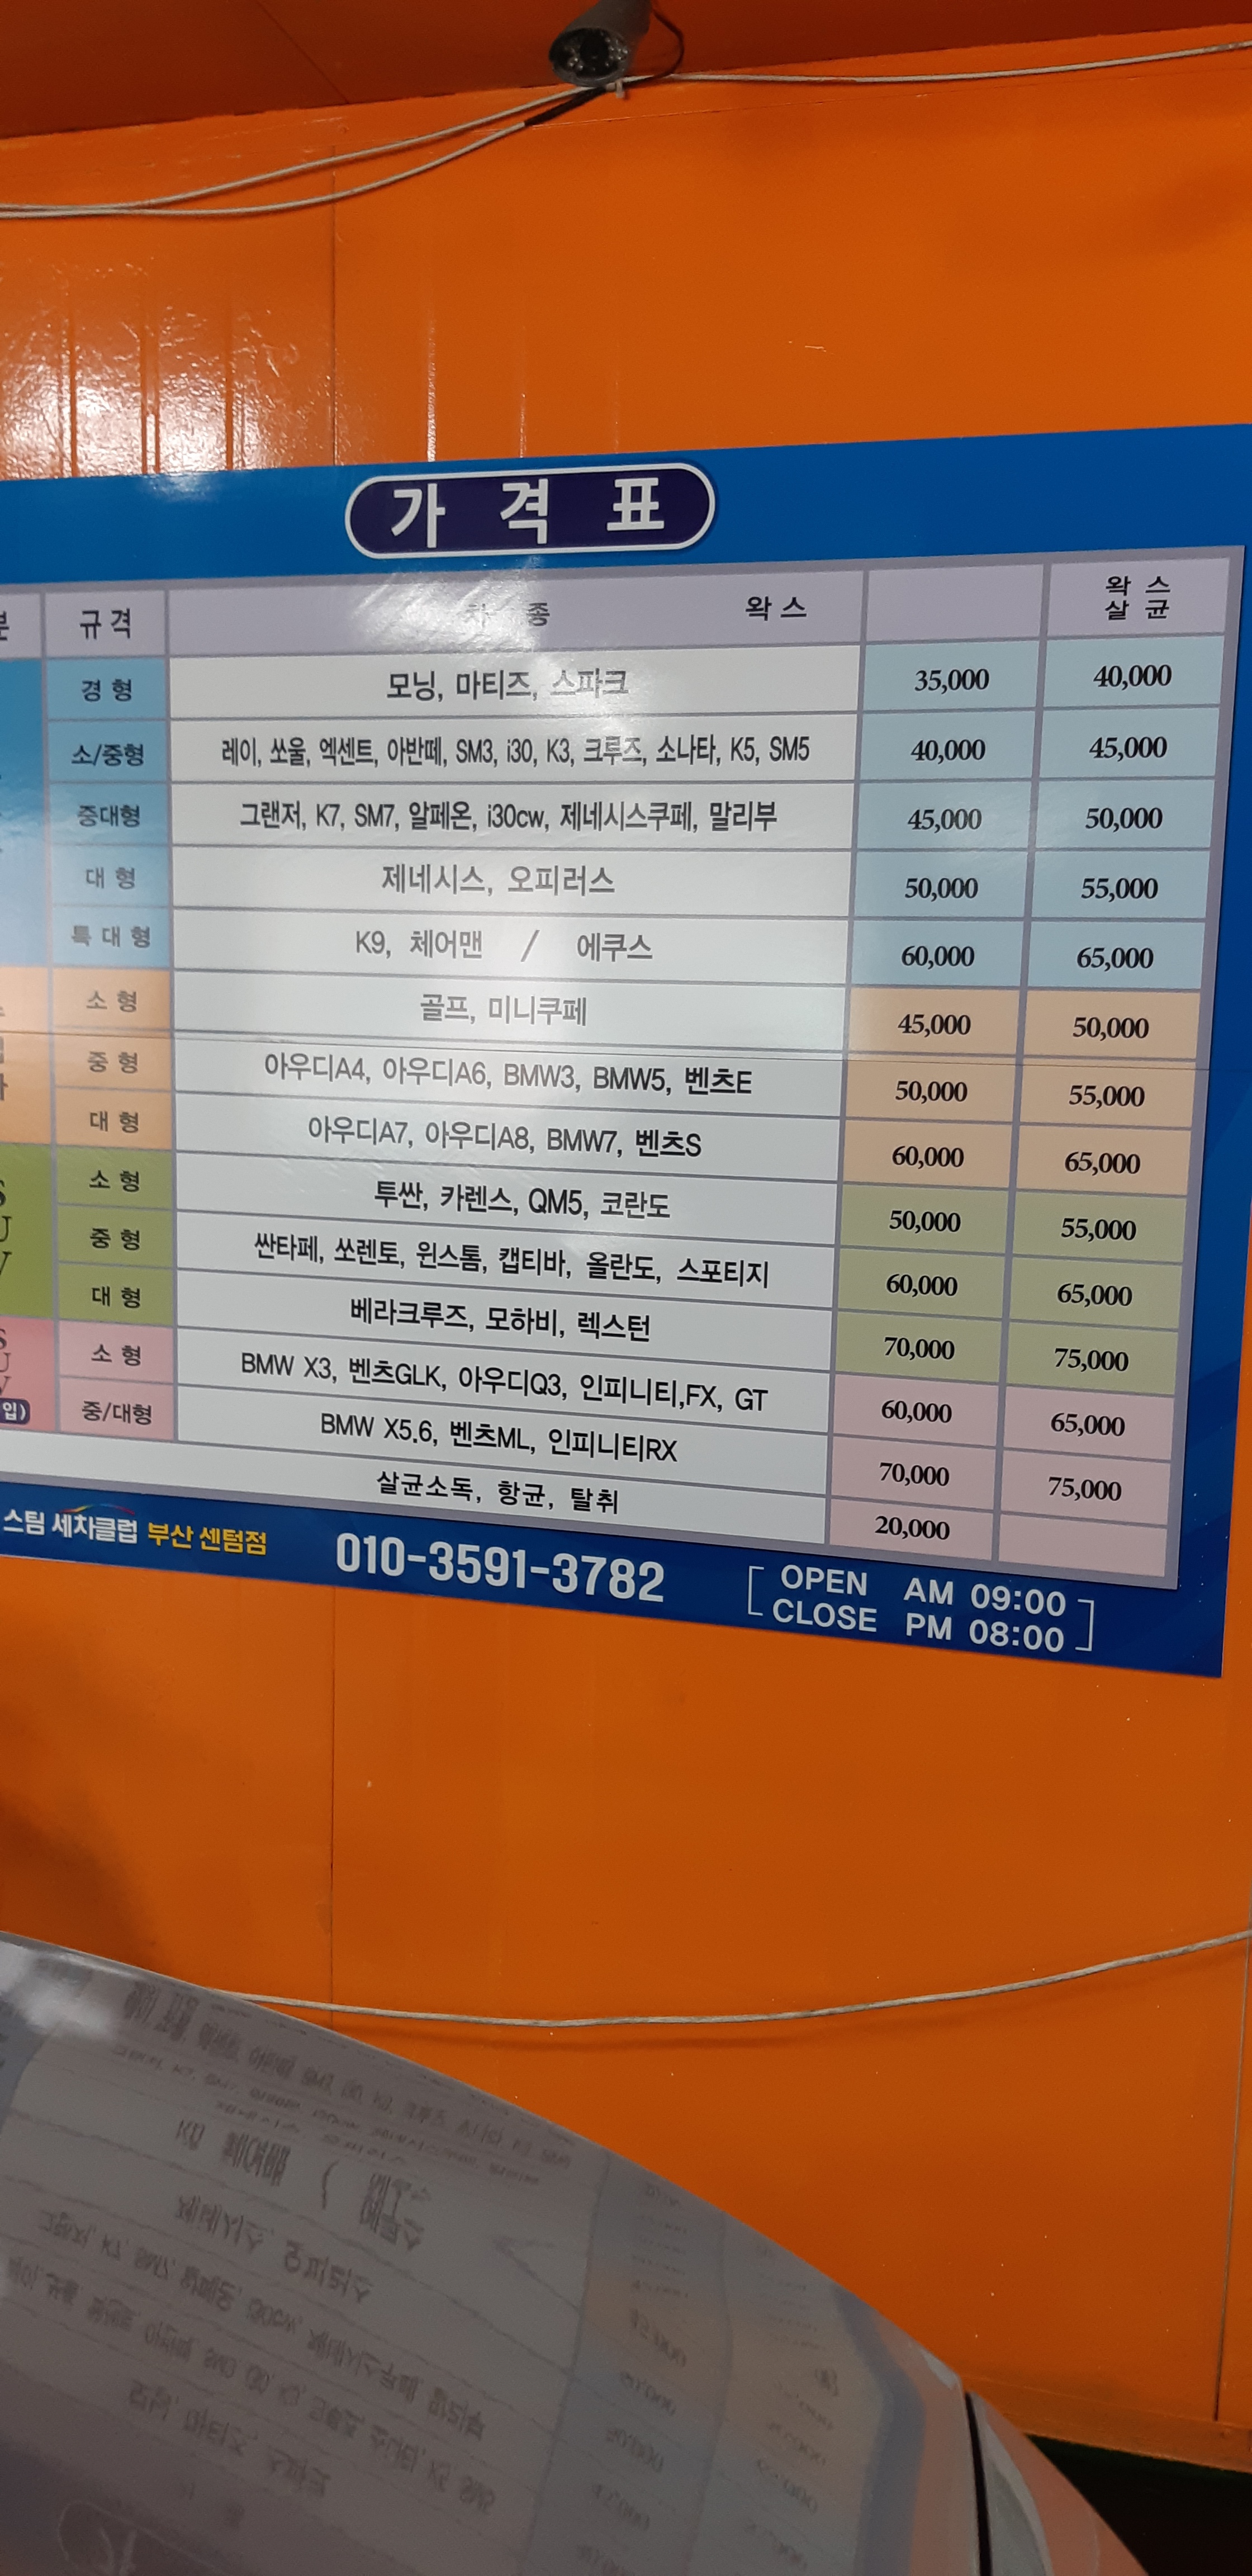 가 격 표
규격 차 종 왁스 왁 스
살 균
경 형 모닝, 마티즈, 스파크 35,000 40,000
소/중형 레이, 쏘울, 엑센트, 아반떼, SM3, i30, K3, 크루즈, 소나타, K5, SM5 40,000 45,000
중대형 그랜저, K7, SM7, 알페온, i30cw, 제네시스쿠페, 말리부 45,000 50,000
대 형 제네시스, 오피러스 50,000 55,000
특 대 형 K9, 체어맨 / 에쿠스 60,000 65,000
소 형 골프, 미니쿠페 45,000 50,000
중 형 아우디A4, 아우디A6, BMW3, BMW5, 벤츠E 50,000 55,000
대 형 아우디A7, 아우디A8, BMW7, 벤츠S 60,000 65,000
소 형 투싼, 카렌스, QM5, 코란도 50,000 55,000
중 형 싼타페, 쏘렌토, 윈스톰, 캡티바, 올란도, 스포티지 60,000 65,000
대 형 베라크루즈, 모하비, 렉스턴 70,000 75,000
소 형 BMW X3, 벤츠GLK, 아우디Q3, 인피니티,FX, GT 60,000 65,000
입) 중/대형 BMW X5.6, 벤츠ML, 인피니티RX 70,000 75,000
살균소독, 항균, 탈취 20,000
스팀 세차클럽 부산 센텀점 010-3591-3782
OPEN AM 09:00
CLOSE PM 08:00